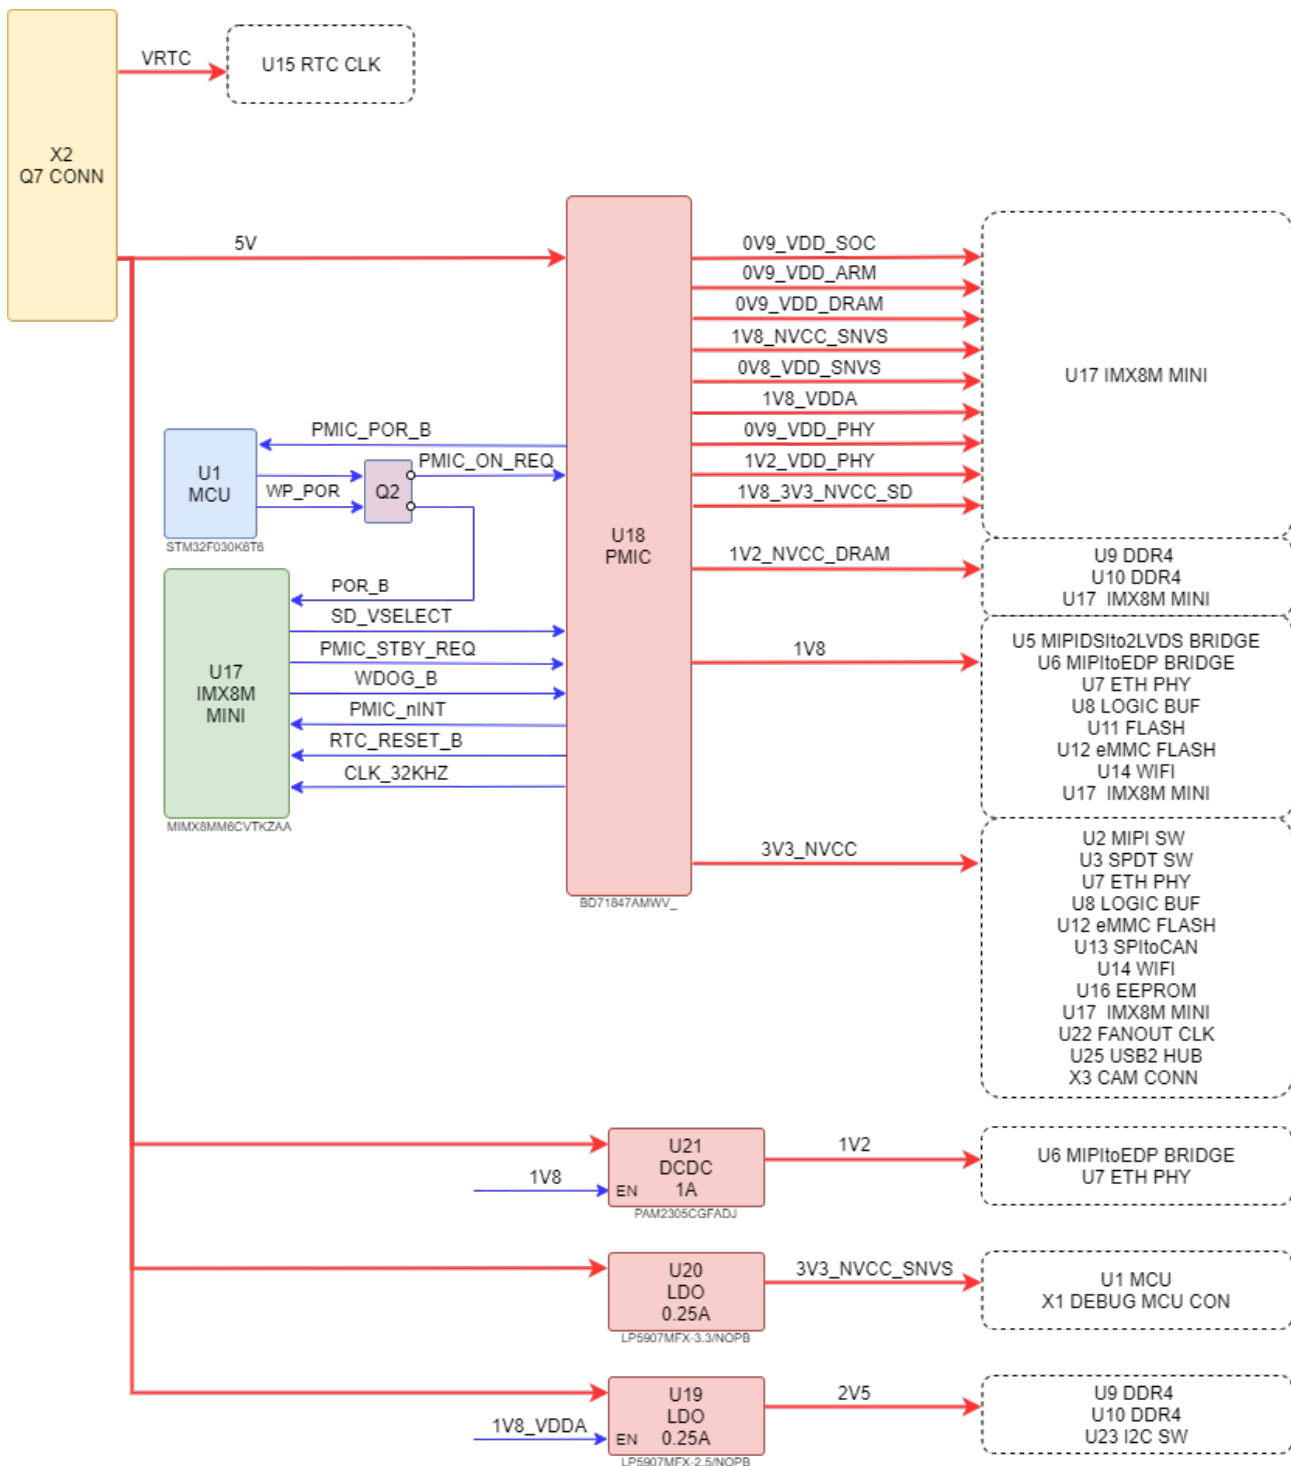 VRTC
U15 RTC CLK
X2
Q7 CONN
5V
0V9_VDD_SOC
0V9_VDD_ARM
0V9_VDD_DRAM
1V8_NVCC_SNVS
0V8_VDD_SNVS
1V8_VDDA
0V9_VDD_PHY
1V2_VDD_PHY
1V8_3V3_NVCC_SD
U17 IMX8M MINI
PMIC_POR_B
U1
MCU
WP_POR
Q2
PMIC_ON_REQ
STM32F030K6T6
U18
PMIC
1V2_NVCC_DRAM
U9 DDR4
U10 DDR4
U17 IMX8M MINI
POR_B
SD_VSELECT
PMIC_STBY_REQ
WDOG_B
PMIC_nINT
RTC_RESET_B
CLK_32KHZ
U17
IMX8M
MINI
MIMX8MM6CVTKZAA
1V8
U5 MIPIDSIto2LVDS BRIDGE
U6 MIPItoEDP BRIDGE
U7 ETH PHY
U8 LOGIC BUF
U11 FLASH
U12 eMMC FLASH
U14 WIFI
U17 IMX8M MINI
3V3_NVCC
BD71847AMWV_
U2 MIPI SW
U3 SPDT SW
U7 ETH PHY
U8 LOGIC BUF
U12 eMMC FLASH
U13 SPItoCAN
U14 WIFI
U16 EEPROM
U17 IMX8M MINI
U22 FANOUT CLK
U25 USB2 HUB
X3 CAM CONN
U21
DCDC
1A
1V8
EN
PAM2305CGFADJ
1V2
U6 MIPItoEDP BRIDGE
U7 ETH PHY
U20
LDO
0.25A
LP5907MFX-3.3/NOPB
3V3_NVCC_SNVS
U1 MCU
X1 DEBUG MCU CON
U19
LDO
0.25A
1V8_VDDA
EN
LP5907MFX-2.5/NOPB
2V5
U9 DDR4
U10 DDR4
U23 I2C SW